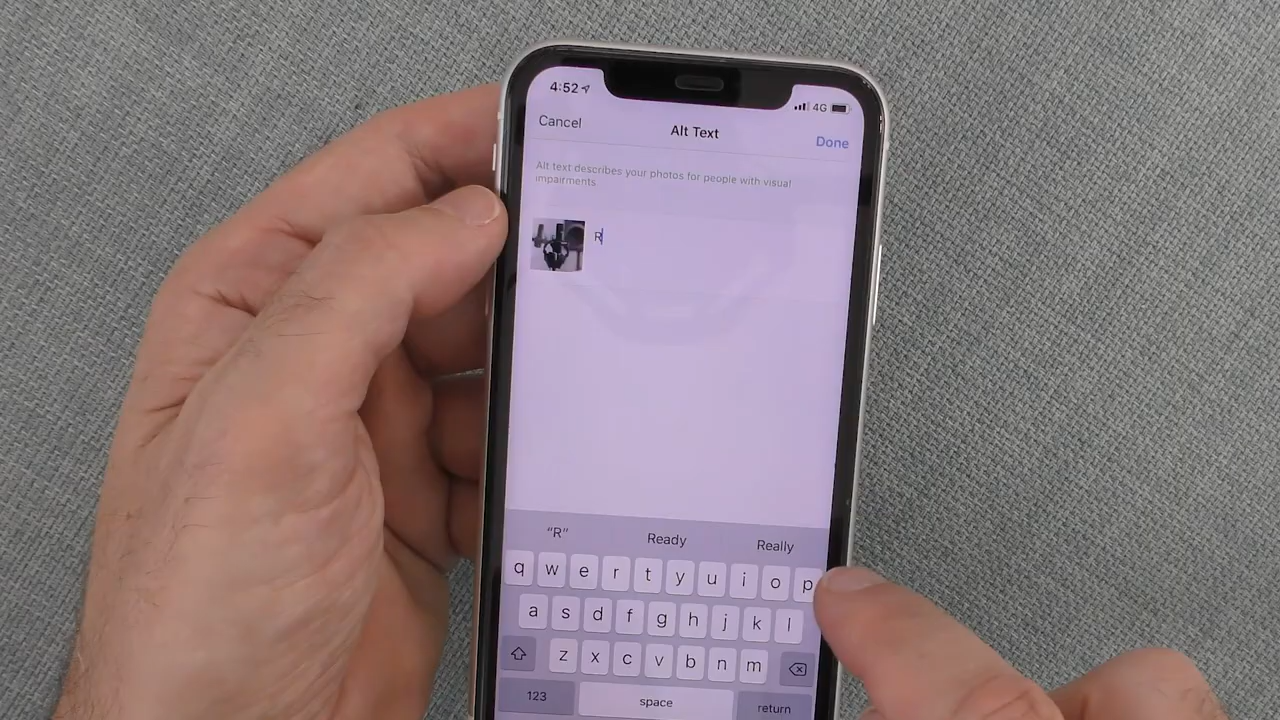 4:52
4G
Cancel
Alt Text
Done
Alt text describes your photos for people with visual
impairments.
R
“R”
Ready
Really
q w e r t y u i o p
a s d f g h j k l
z x c v b n m
123
space
return